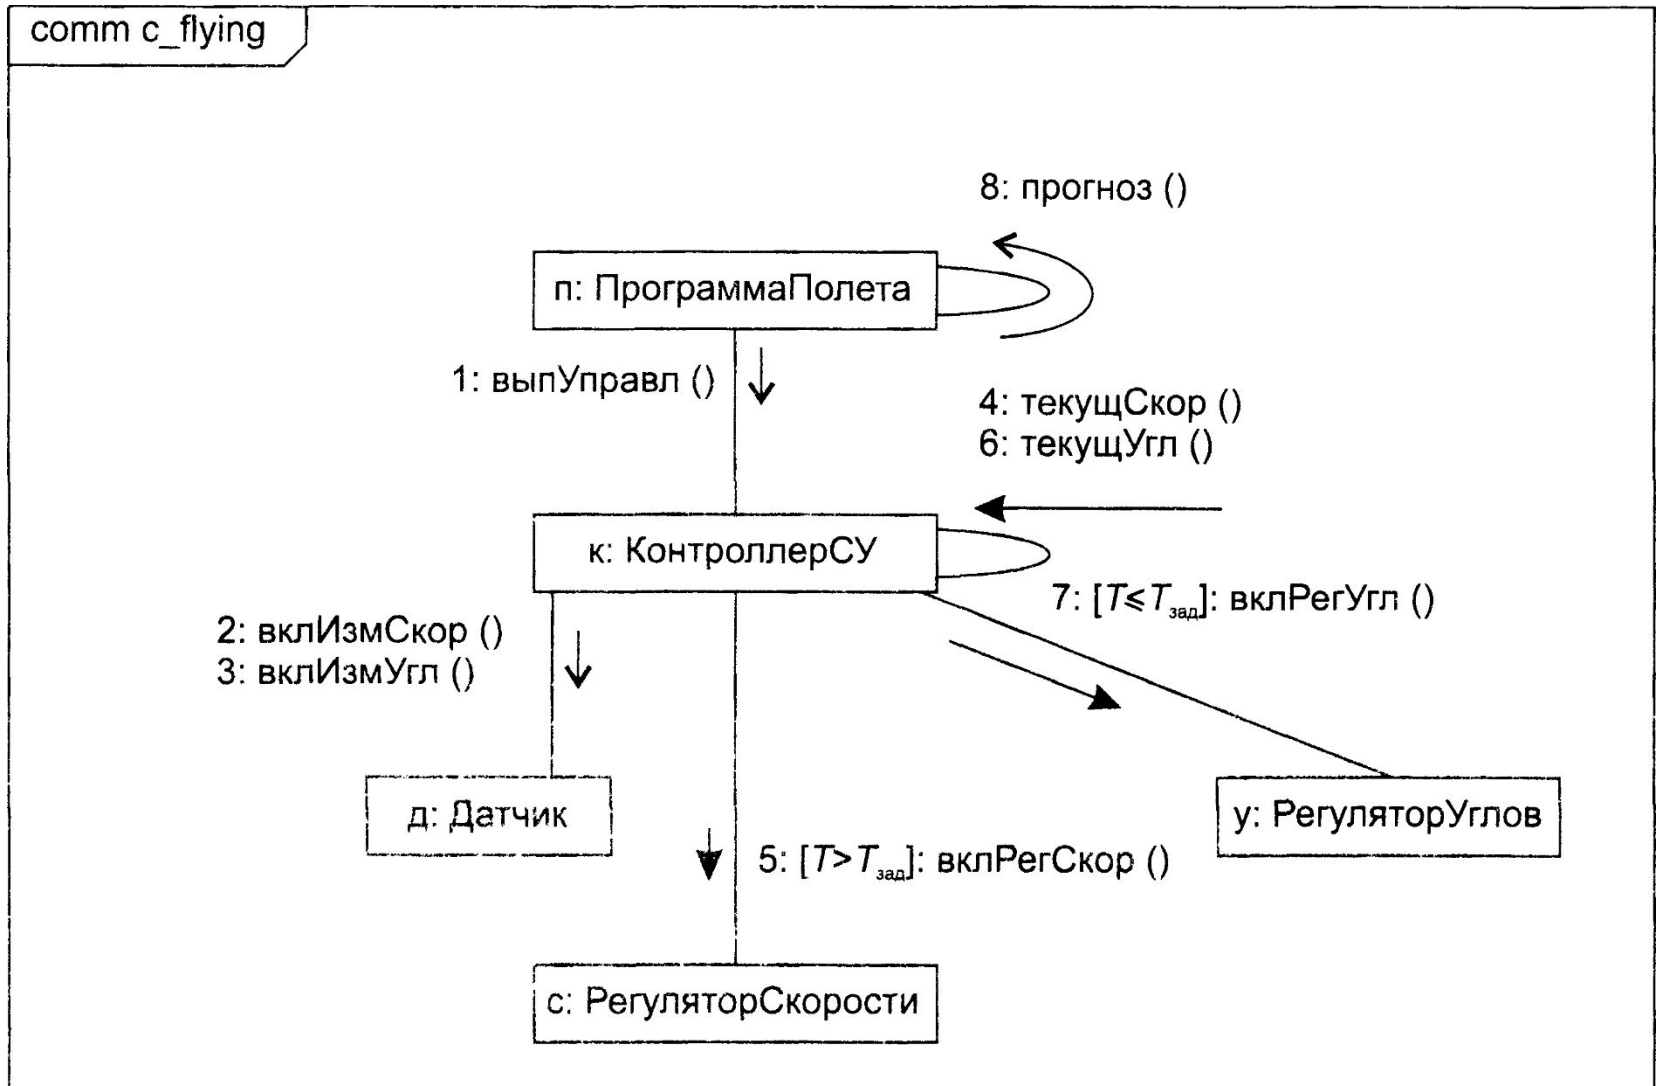 comm c_flying
8: прогноз ()
п: ПрограммаПолета
1: выпУправл ()
4: текущСкор ()
6: текущУгл ()
к: КонтроллерСУ
7: [T⩽Tзад]: вклРегУгл ()
2: вклИзмСкор ()
3: вклИзмУгл ()
д: Датчик
у: РегуляторУглов
5: [T>Tзад]: вклРегСкор ()
с: РегуляторСкорости